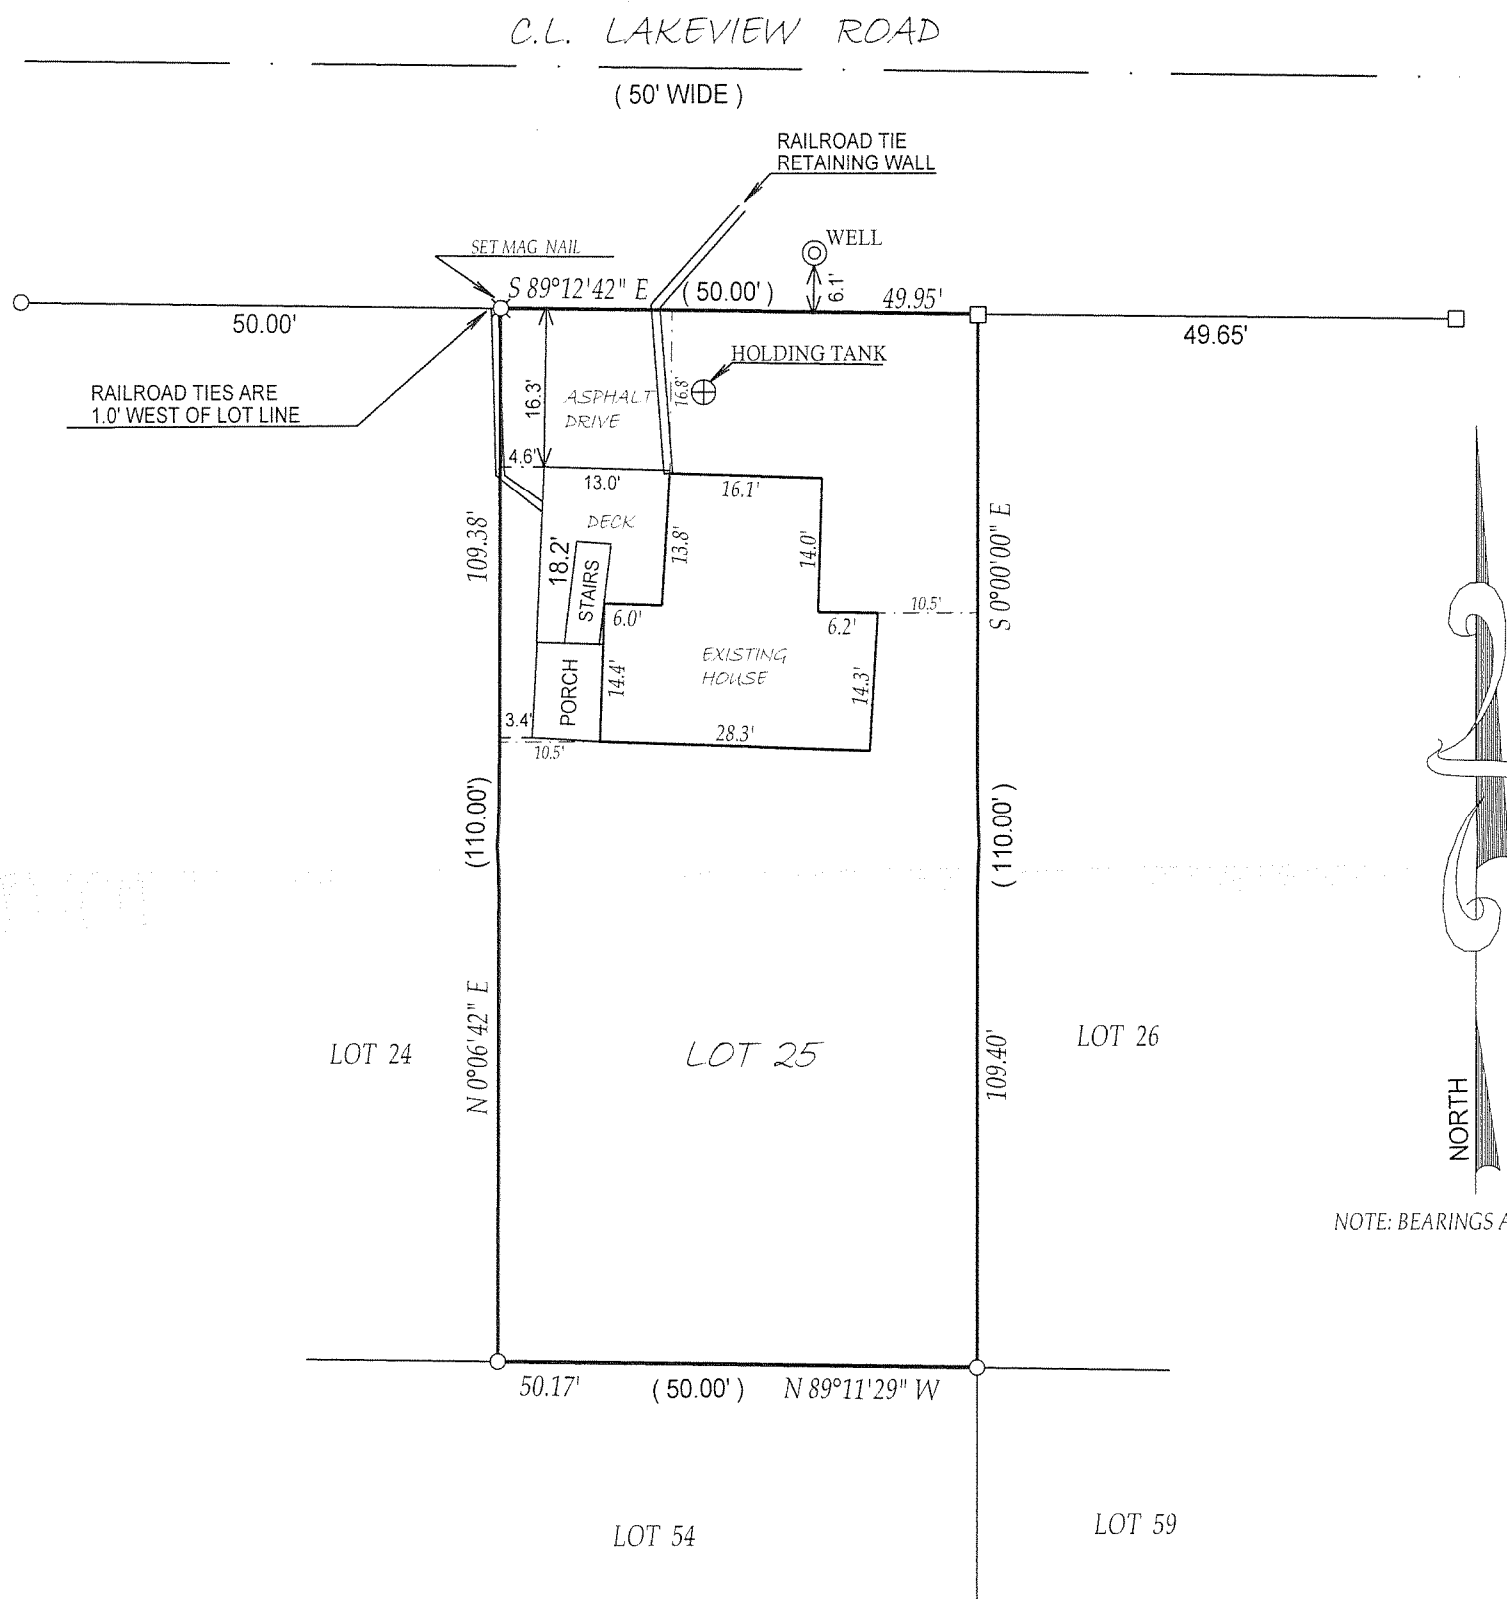 C.L. LAKEVIEW ROAD
( 50' WIDE )
RAILROAD TIE
RETAINING WALL
WELL
SET MAG NAIL
6.1'
S 89°12'42" E
( 50.00' )
49.95'
50.00'
49.65'
HOLDING TANK
RAILROAD TIES ARE
1.0' WEST OF LOT LINE
16.3'
ASPHALT
DRIVE
16.8'
4.6'
13.0'
16.1'
DECK
109.38'
18.2'
STAIRS
13.8'
14.0'
S 0°00'00" E
10.5'
6.0'
6.2'
EXISTING
HOUSE
14.4'
14.3'
PORCH
3.4'
10.5'
28.3'
(110.00')
( 110.00' )
N 0°06'42" E
LOT 24
LOT 25
109.40'
LOT 26
NORTH
NOTE: BEARINGS A
50.17'
( 50.00' )
N 89°11'29" W
LOT 54
LOT 59